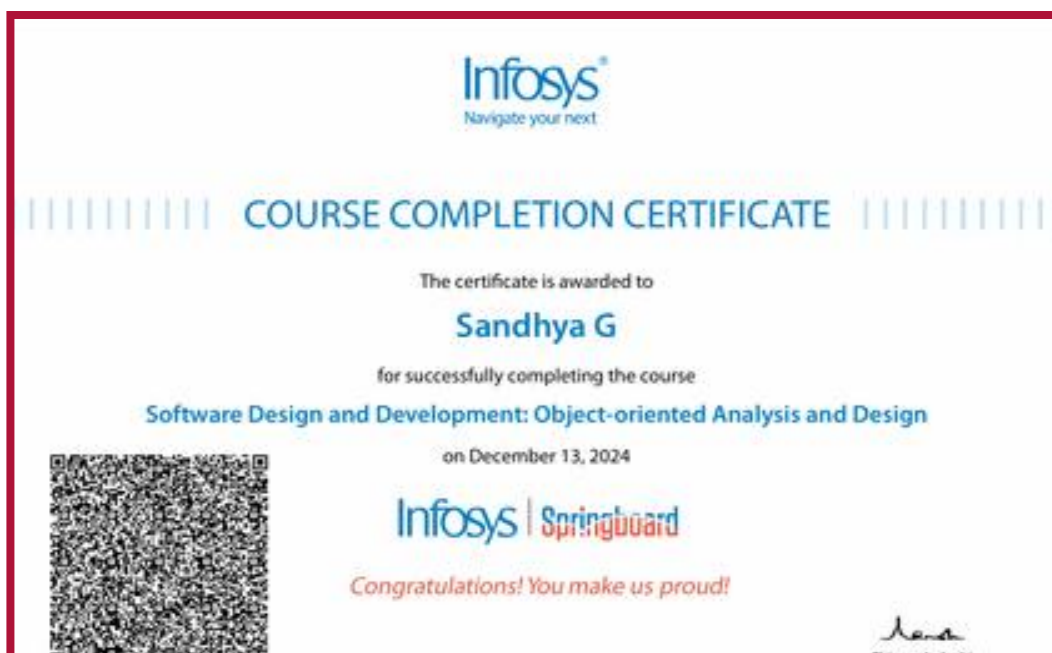 Infosys®
Navigate your next
COURSE COMPLETION CERTIFICATE
The certificate is awarded to
Sandhya G
for successfully completing the course
Software Design and Development: Object-oriented Analysis and Design
on December 13, 2024
Infosys | Springboard
Congratulations! You make us proud!